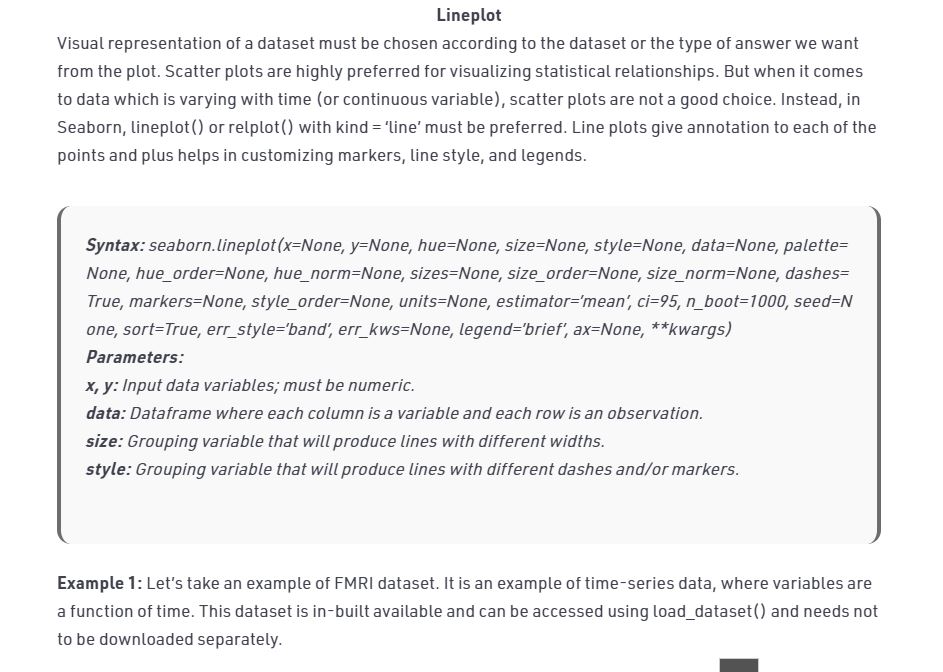 Lineplot
Visual representation of a dataset must be chosen according to the dataset or the type of answer we want
from the plot. Scatter plots are highly preferred for visualizing statistical relationships. But when it comes
to data which is varying with time (or continuous variable), scatter plots are not a good choice. Instead, in
Seaborn, lineplot() or relplot() with kind = ‘line’ must be preferred. Line plots give annotation to each of the
points and plus helps in customizing markers, line style, and legends.
Syntax: seaborn.lineplot(x=None, y=None, hue=None, size=None, style=None, data=None, palette=
None, hue_order=None, hue_norm=None, sizes=None, size_order=None, size_norm=None, dashes=
True, markers=None, style_order=None, units=None, estimator=’mean’, ci=95, n_boot=1000, seed=N
one, sort=True, err_style=’band’, err_kws=None, legend=’brief’, ax=None, **kwargs)
Parameters:
x, y: Input data variables; must be numeric.
data: Dataframe where each column is a variable and each row is an observation.
size: Grouping variable that will produce lines with different widths.
style: Grouping variable that will produce lines with different dashes and/or markers.
Example 1: Let’s take an example of FMRI dataset. It is an example of time-series data, where variables are
a function of time. This dataset is in-built available and can be accessed using load_dataset() and needs not
to be downloaded separately.